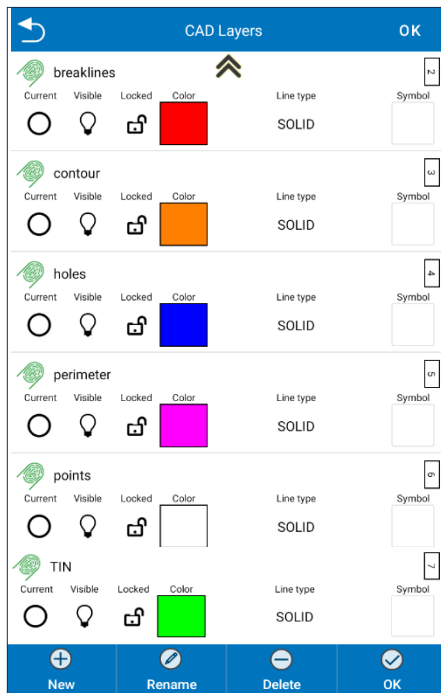 CAD Layers OK
breaklines 2
Current Visible Locked Color Line type Symbol
SOLID
contour 3
Current Visible Locked Color Line type Symbol
SOLID
holes 4
Current Visible Locked Color Line type Symbol
SOLID
perimeter 5
Current Visible Locked Color Line type Symbol
SOLID
points 6
Current Visible Locked Color Line type Symbol
SOLID
TIN 7
Current Visible Locked Color Line type Symbol
SOLID
New Rename Delete OK